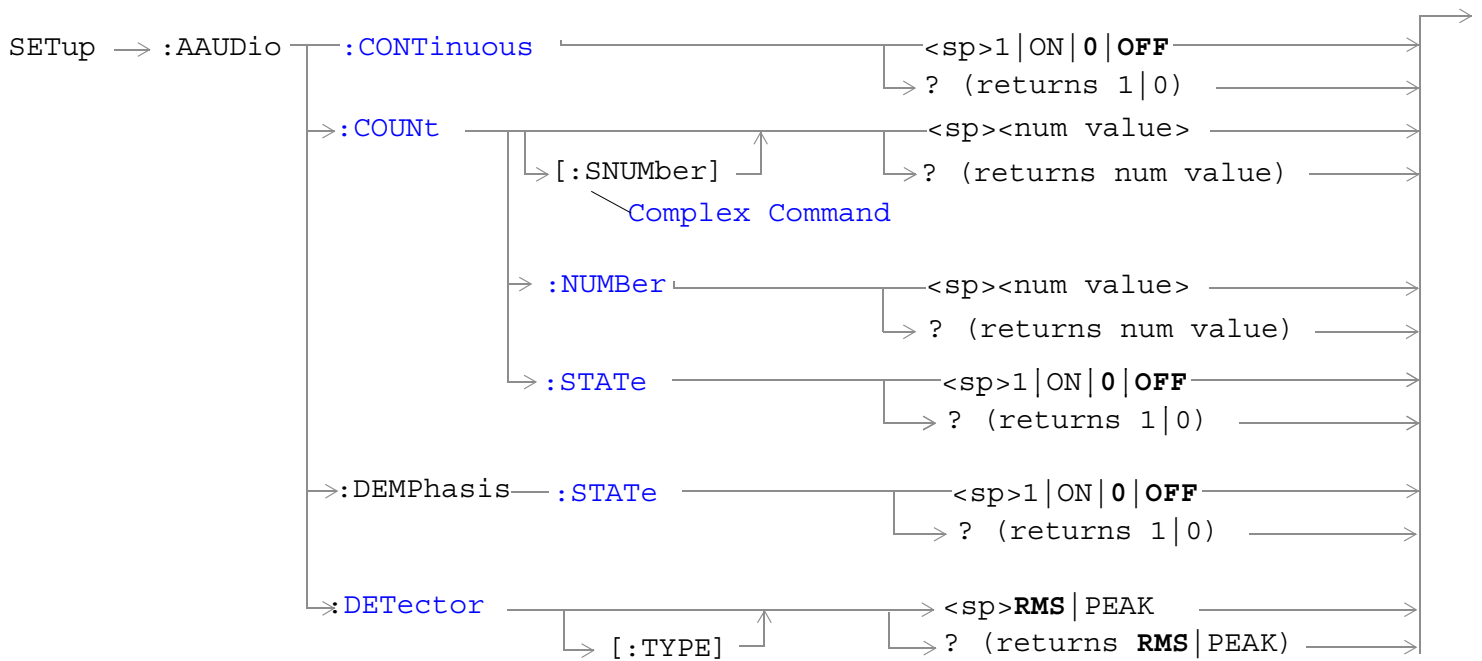 SETup :AAUDio :CONTinuous <sp>1|ON|0|OFF
? (returns 1|0)
:COUNt <sp><num value>
[:SNUMber] ? (returns num value)
Complex Command
:NUMBer <sp><num value>
? (returns num value)
:STATe <sp>1|ON|0|OFF
? (returns 1|0)
:DEMPhasis :STATe <sp>1|ON|0|OFF
? (returns 1|0)
:DETector <sp>RMS|PEAK
[:TYPE] ? (returns RMS|PEAK)